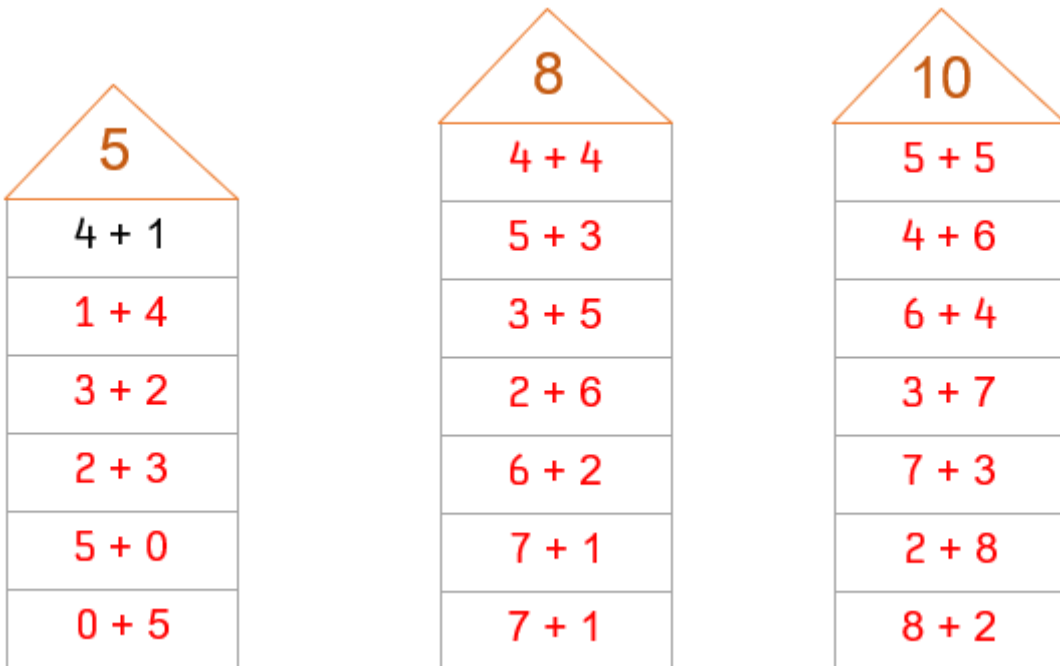 5
4 + 1
1 + 4
3 + 2
2 + 3
5 + 0
0 + 5
8
4 + 4
5 + 3
3 + 5
2 + 6
6 + 2
7 + 1
7 + 1
10
5 + 5
4 + 6
6 + 4
3 + 7
7 + 3
2 + 8
8 + 2